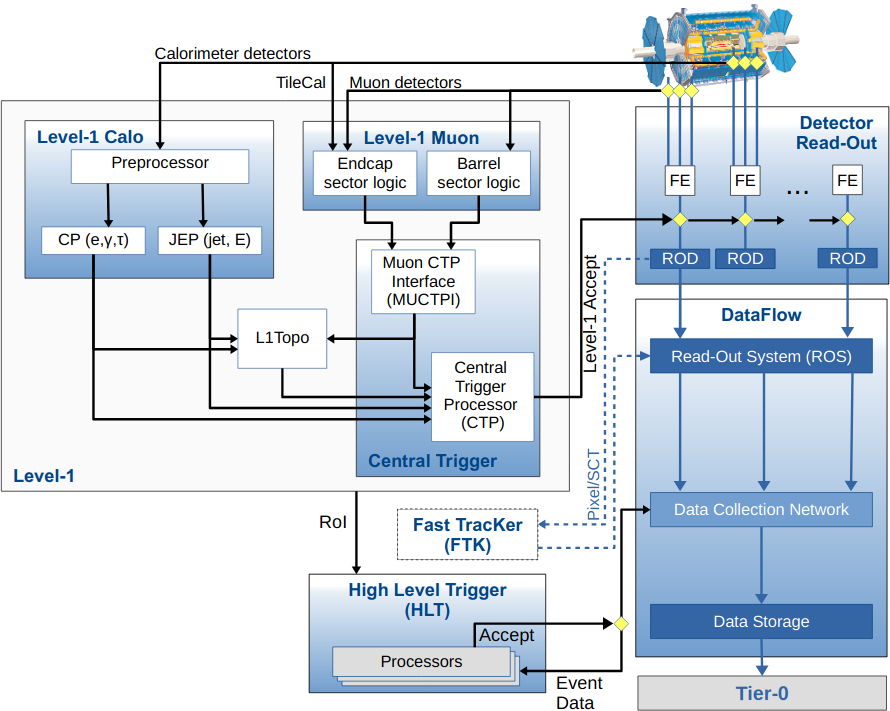 Calorimeter detectors
TileCal
Muon detectors
Level-1 Calo
Preprocessor
CP (e,γ,τ)
JEP (jet, E)
Level-1 Muon
Endcap
sector logic
Barrel
sector logic
Muon CTP
Interface
(MUCTPI)
L1Topo
Central
Trigger
Processor
(CTP)
Central Trigger
Level-1
Level-1 Accept
Detector
Read-Out
FE
FE
...
FE
ROD
ROD
ROD
DataFlow
Read-Out System (ROS)
Pixel/SCT
Data Collection Network
Data Storage
Tier-0
RoI
Fast TracKer
(FTK)
High Level Trigger
(HLT)
Accept
Processors
Event
Data